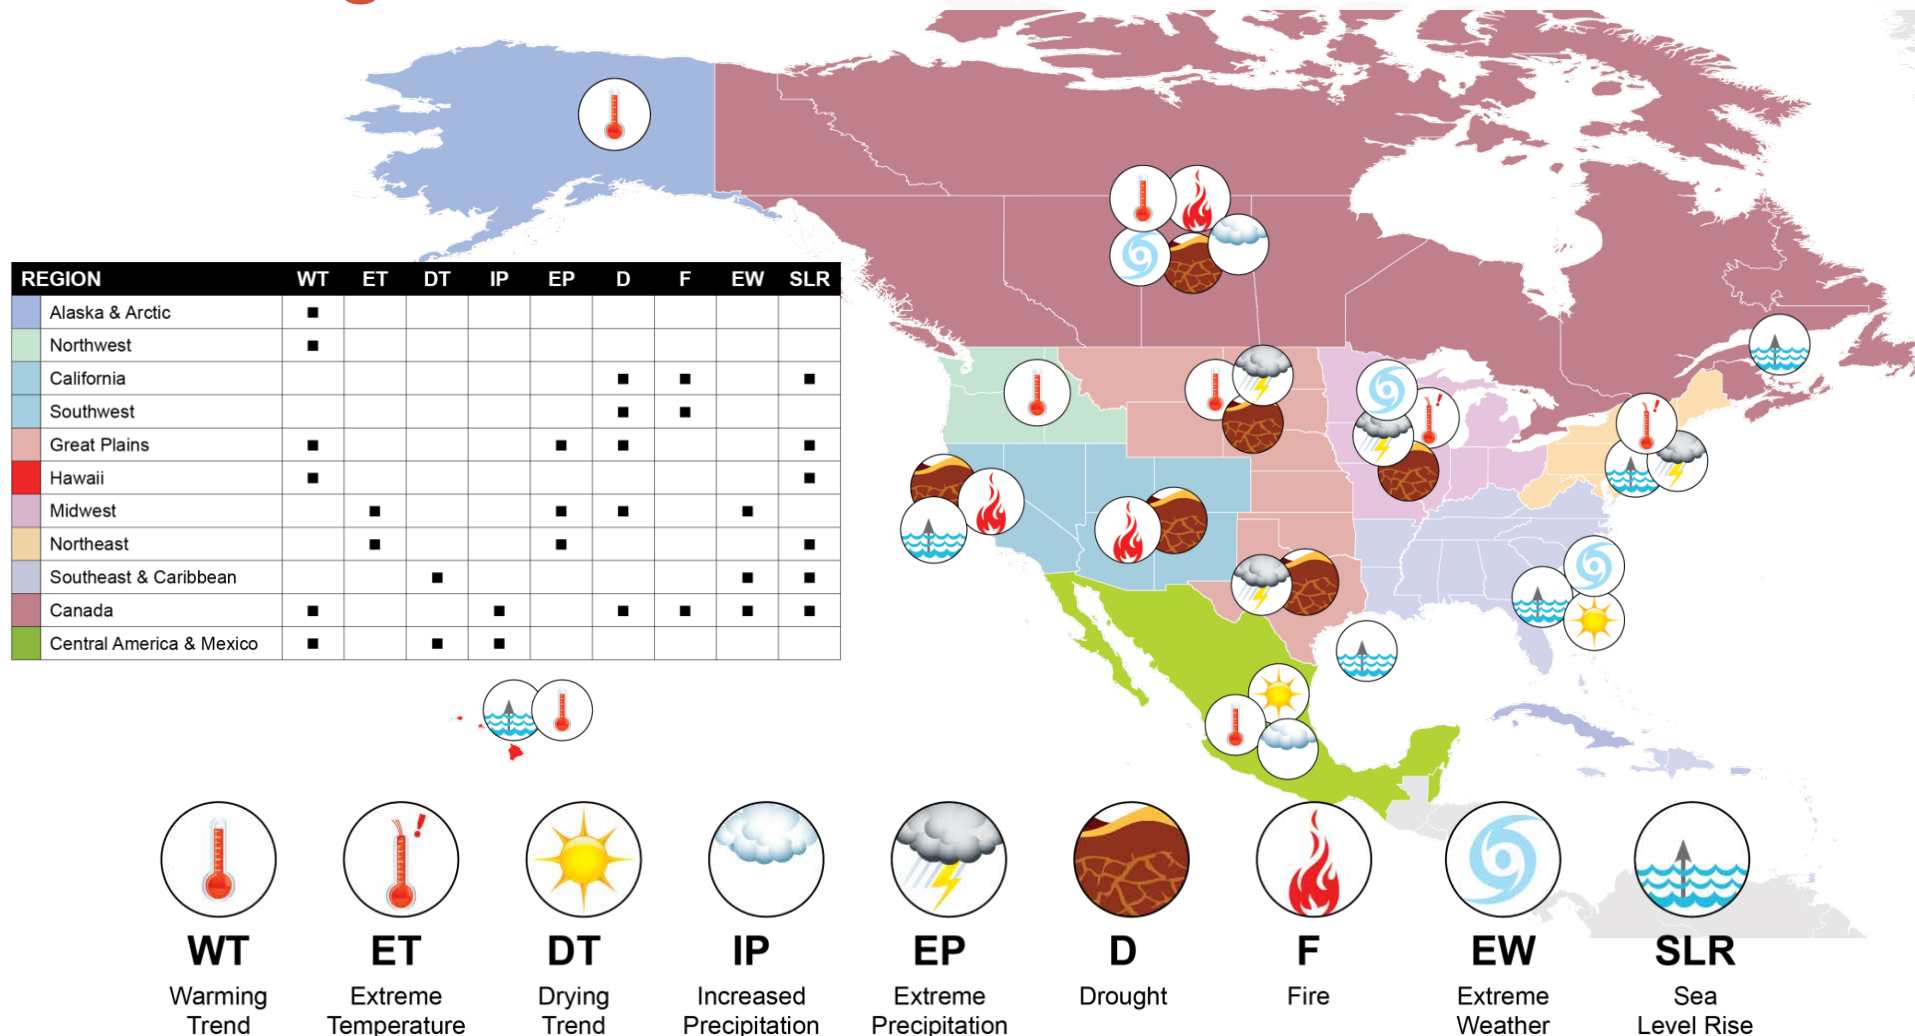 REGION WT ET DT IP EP D F EW SLR
Alaska & Arctic ■
Northwest ■
California ■ ■ ■
Southwest ■ ■
Great Plains ■ ■ ■ ■
Hawaii ■ ■
Midwest ■ ■ ■ ■
Northeast ■ ■ ■
Southeast & Caribbean ■ ■ ■
Canada ■ ■ ■ ■ ■ ■
Central America & Mexico ■ ■ ■
WT ET DT IP EP D F EW SLR
Warming Extreme Drying Increased Extreme Drought Fire Extreme Sea
Trend Temperature Trend Precipitation Precipitation Weather Level Rise